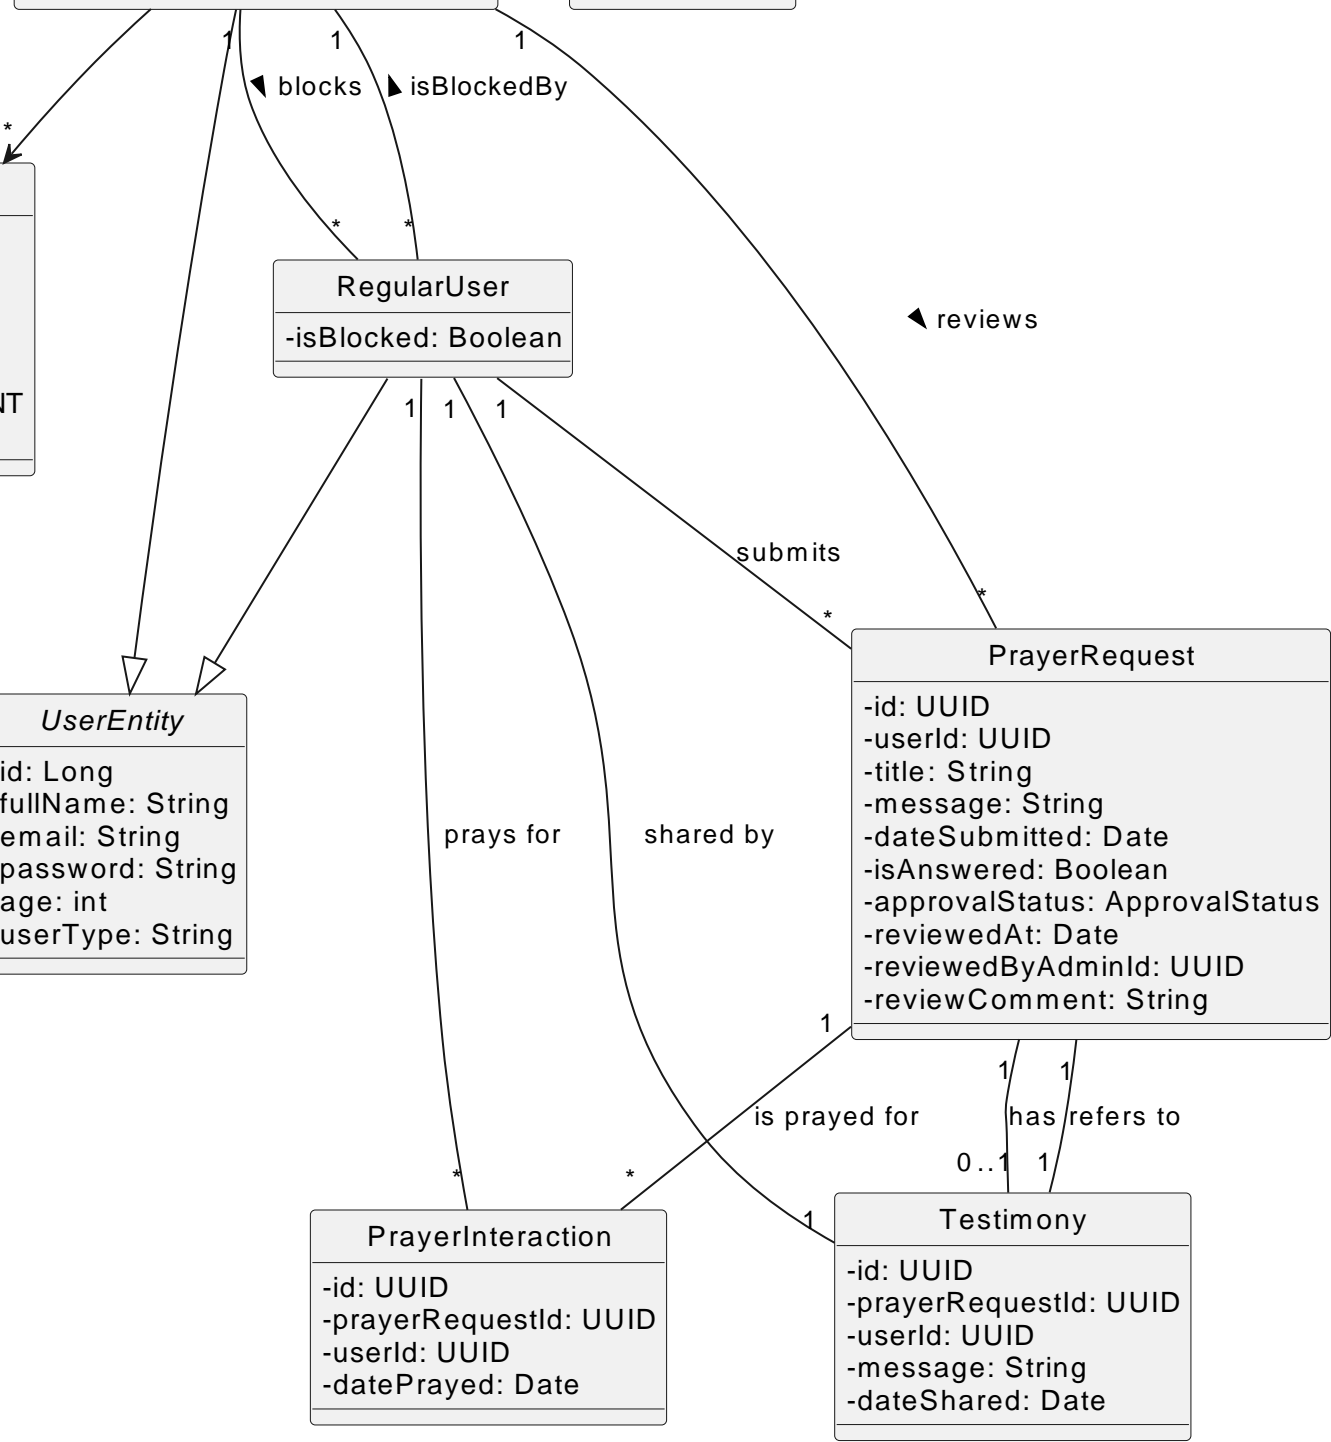 1
1
1
blocks
isBlockedBy
*
*
*
RegularUser
-isBlocked: Boolean
reviews
NT
1
1
1
submits
*
*
PrayerRequest
-id: UUID
-userId: UUID
-title: String
-message: String
-dateSubmitted: Date
-isAnswered: Boolean
-approvalStatus: ApprovalStatus
-reviewedAt: Date
-reviewedByAdminId: UUID
-reviewComment: String
UserEntity
id: Long
fullName: String
email: String
password: String
age: int
userType: String
prays for
shared by
1
1
1
is prayed for
has
refers to
0..1
1
*
*
1
PrayerInteraction
-id: UUID
-prayerRequestId: UUID
-userId: UUID
-datePrayed: Date
Testimony
-id: UUID
-prayerRequestId: UUID
-userId: UUID
-message: String
-dateShared: Date